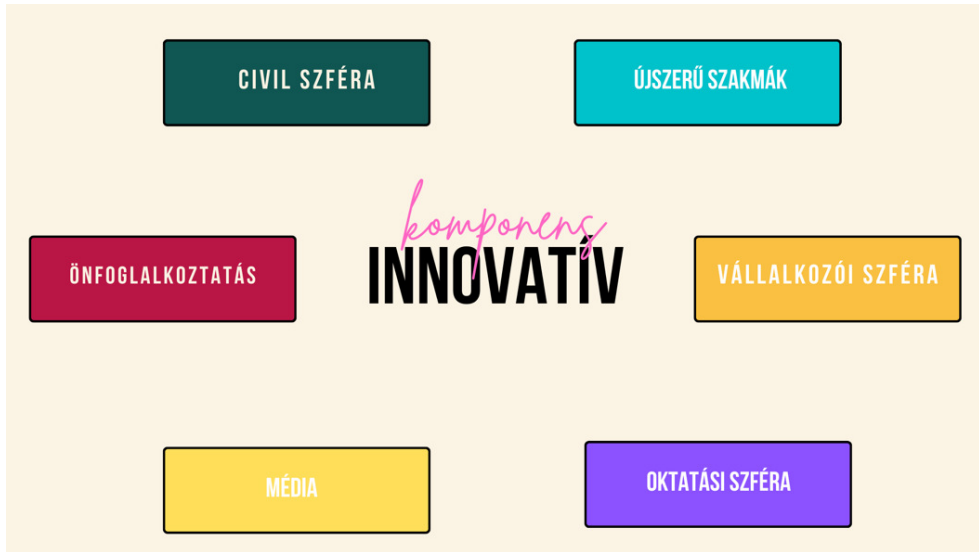 CIVIL SZFÉRA
ÚJSZERŰ SZAKMÁK
komponens
INNOVATÍV
ÖNFOGLALKOZTATÁS
VÁLLALKOZÓI SZFÉRA
MÉDIA
OKTATÁSI SZFÉRA